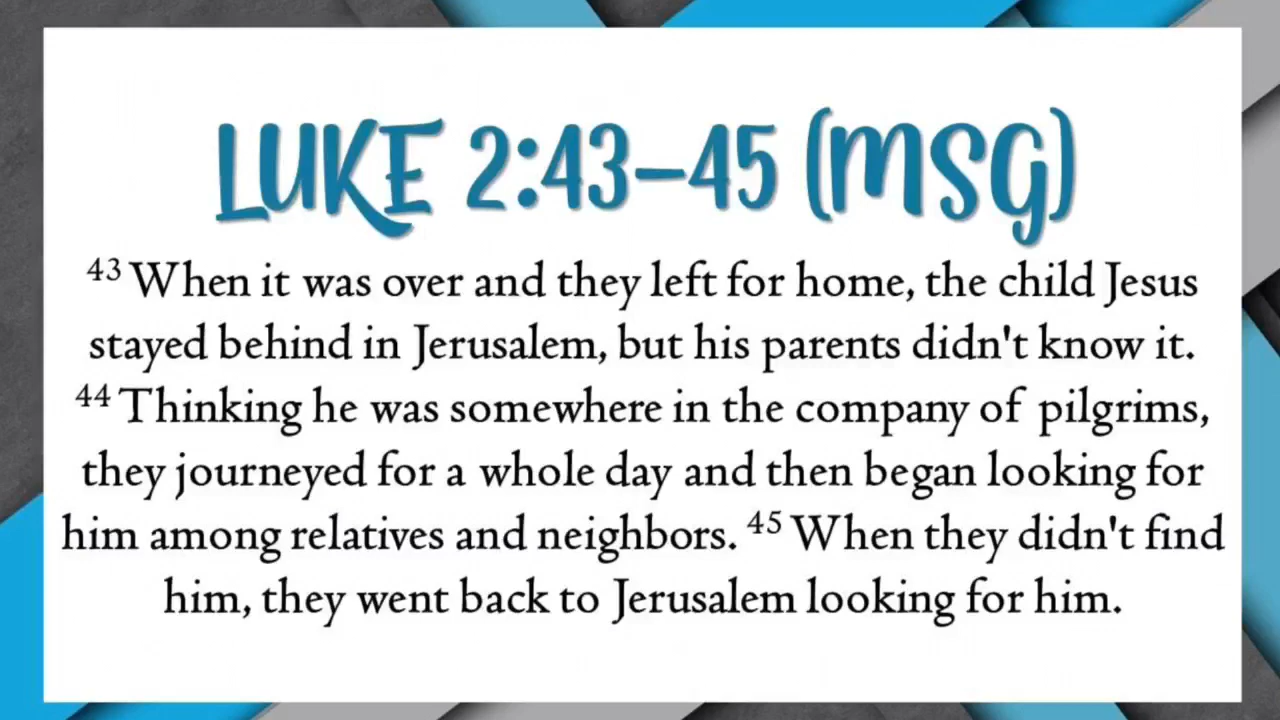 LUKE 2:43-45 (MSG)
43 When it was over and they left for home, the child Jesus
stayed behind in Jerusalem, but his parents didn't know it.
44 Thinking he was somewhere in the company of pilgrims,
they journeyed for a whole day and then began looking for
him among relatives and neighbors. 45 When they didn't find
him, they went back to Jerusalem looking for him.